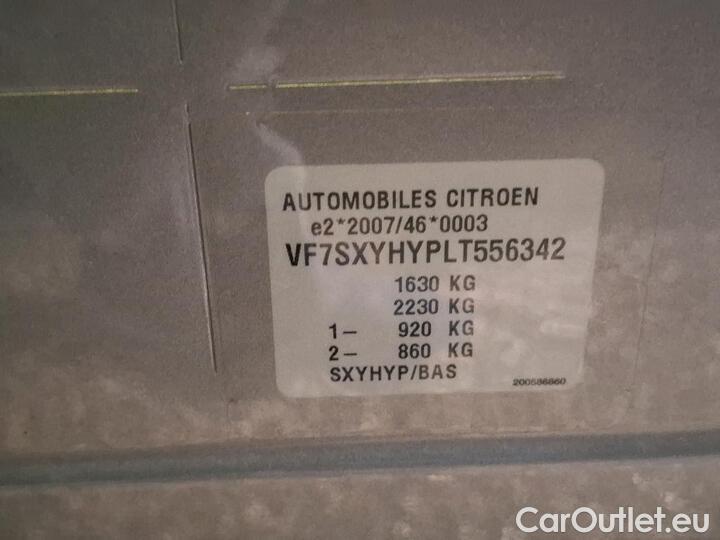 AUTOMOBILES CITROEN
e2*2007/46*0003
VF7SXYHYPLT556342
1630 KG
2230 KG
1- 920 KG
2- 860 KG
SXYHYP/BAS
200586860
CarOutlet.eu